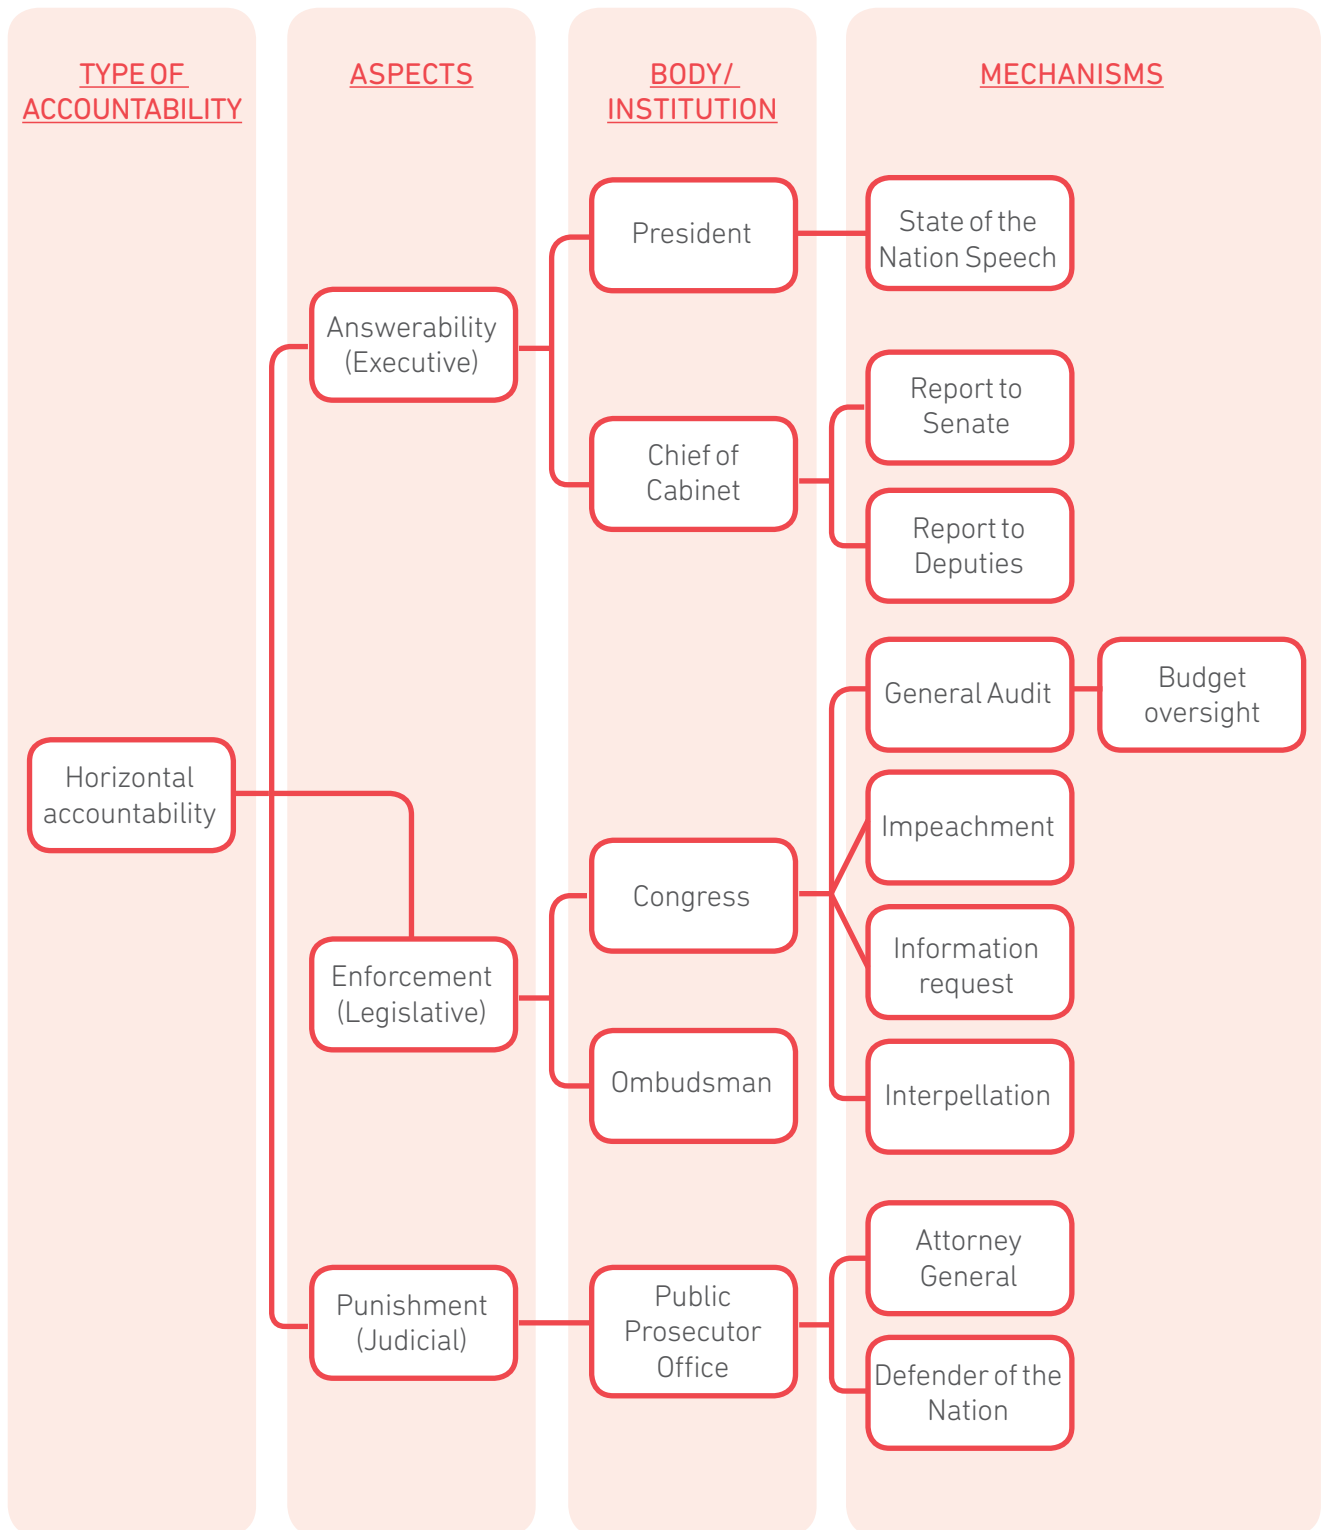 TYPE OF
ACCOUNTABILITY
ASPECTS
BODY/
INSTITUTION
MECHANISMS
Horizontal
accountability
Answerability
(Executive)
Enforcement
(Legislative)
Punishment
(Judicial)
President
Chief of
Cabinet
Congress
Ombudsman
Public
Prosecutor
Office
State of the
Nation Speech
Report to
Senate
Report to
Deputies
General Audit
Budget
oversight
Impeachment
Information
request
Interpellation
Attorney
General
Defender of the
Nation